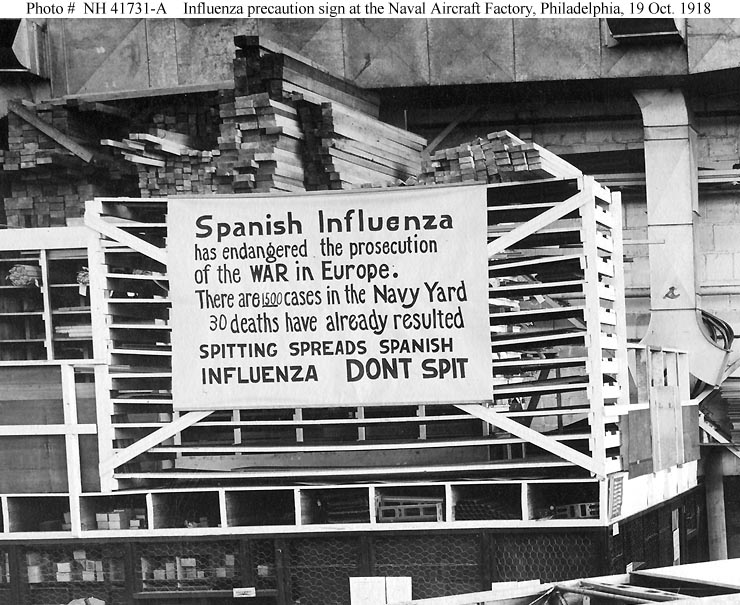 Photo # NH 41731-A Influenza precaution sign at the Naval Aircraft Factory, Philadelphia, 19 Oct. 1918
Spanish Influenza
has endangered the prosecution
of the WAR in Europe.
There are 1500 cases in the Navy Yard
30 deaths have already resulted
SPITTING SPREADS SPANISH
INFLUENZA DONT SPIT